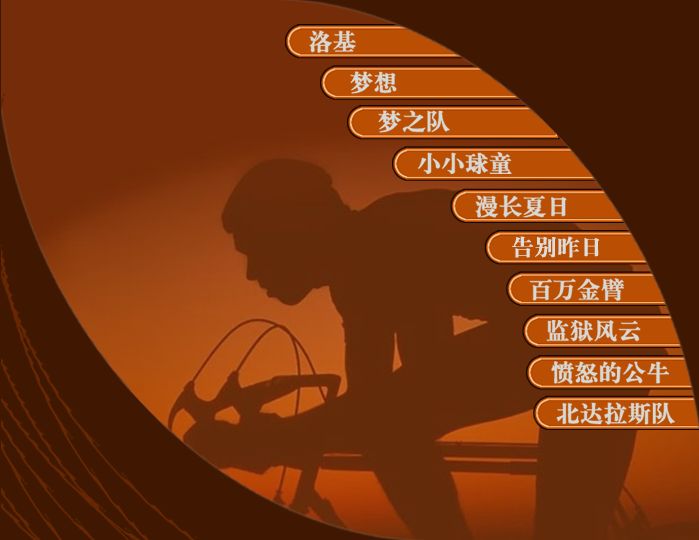 洛基
梦想
梦之队
小小球童
漫长夏日
告别昨日
百万金臂
监狱风云
愤怒的公牛
北达拉斯队